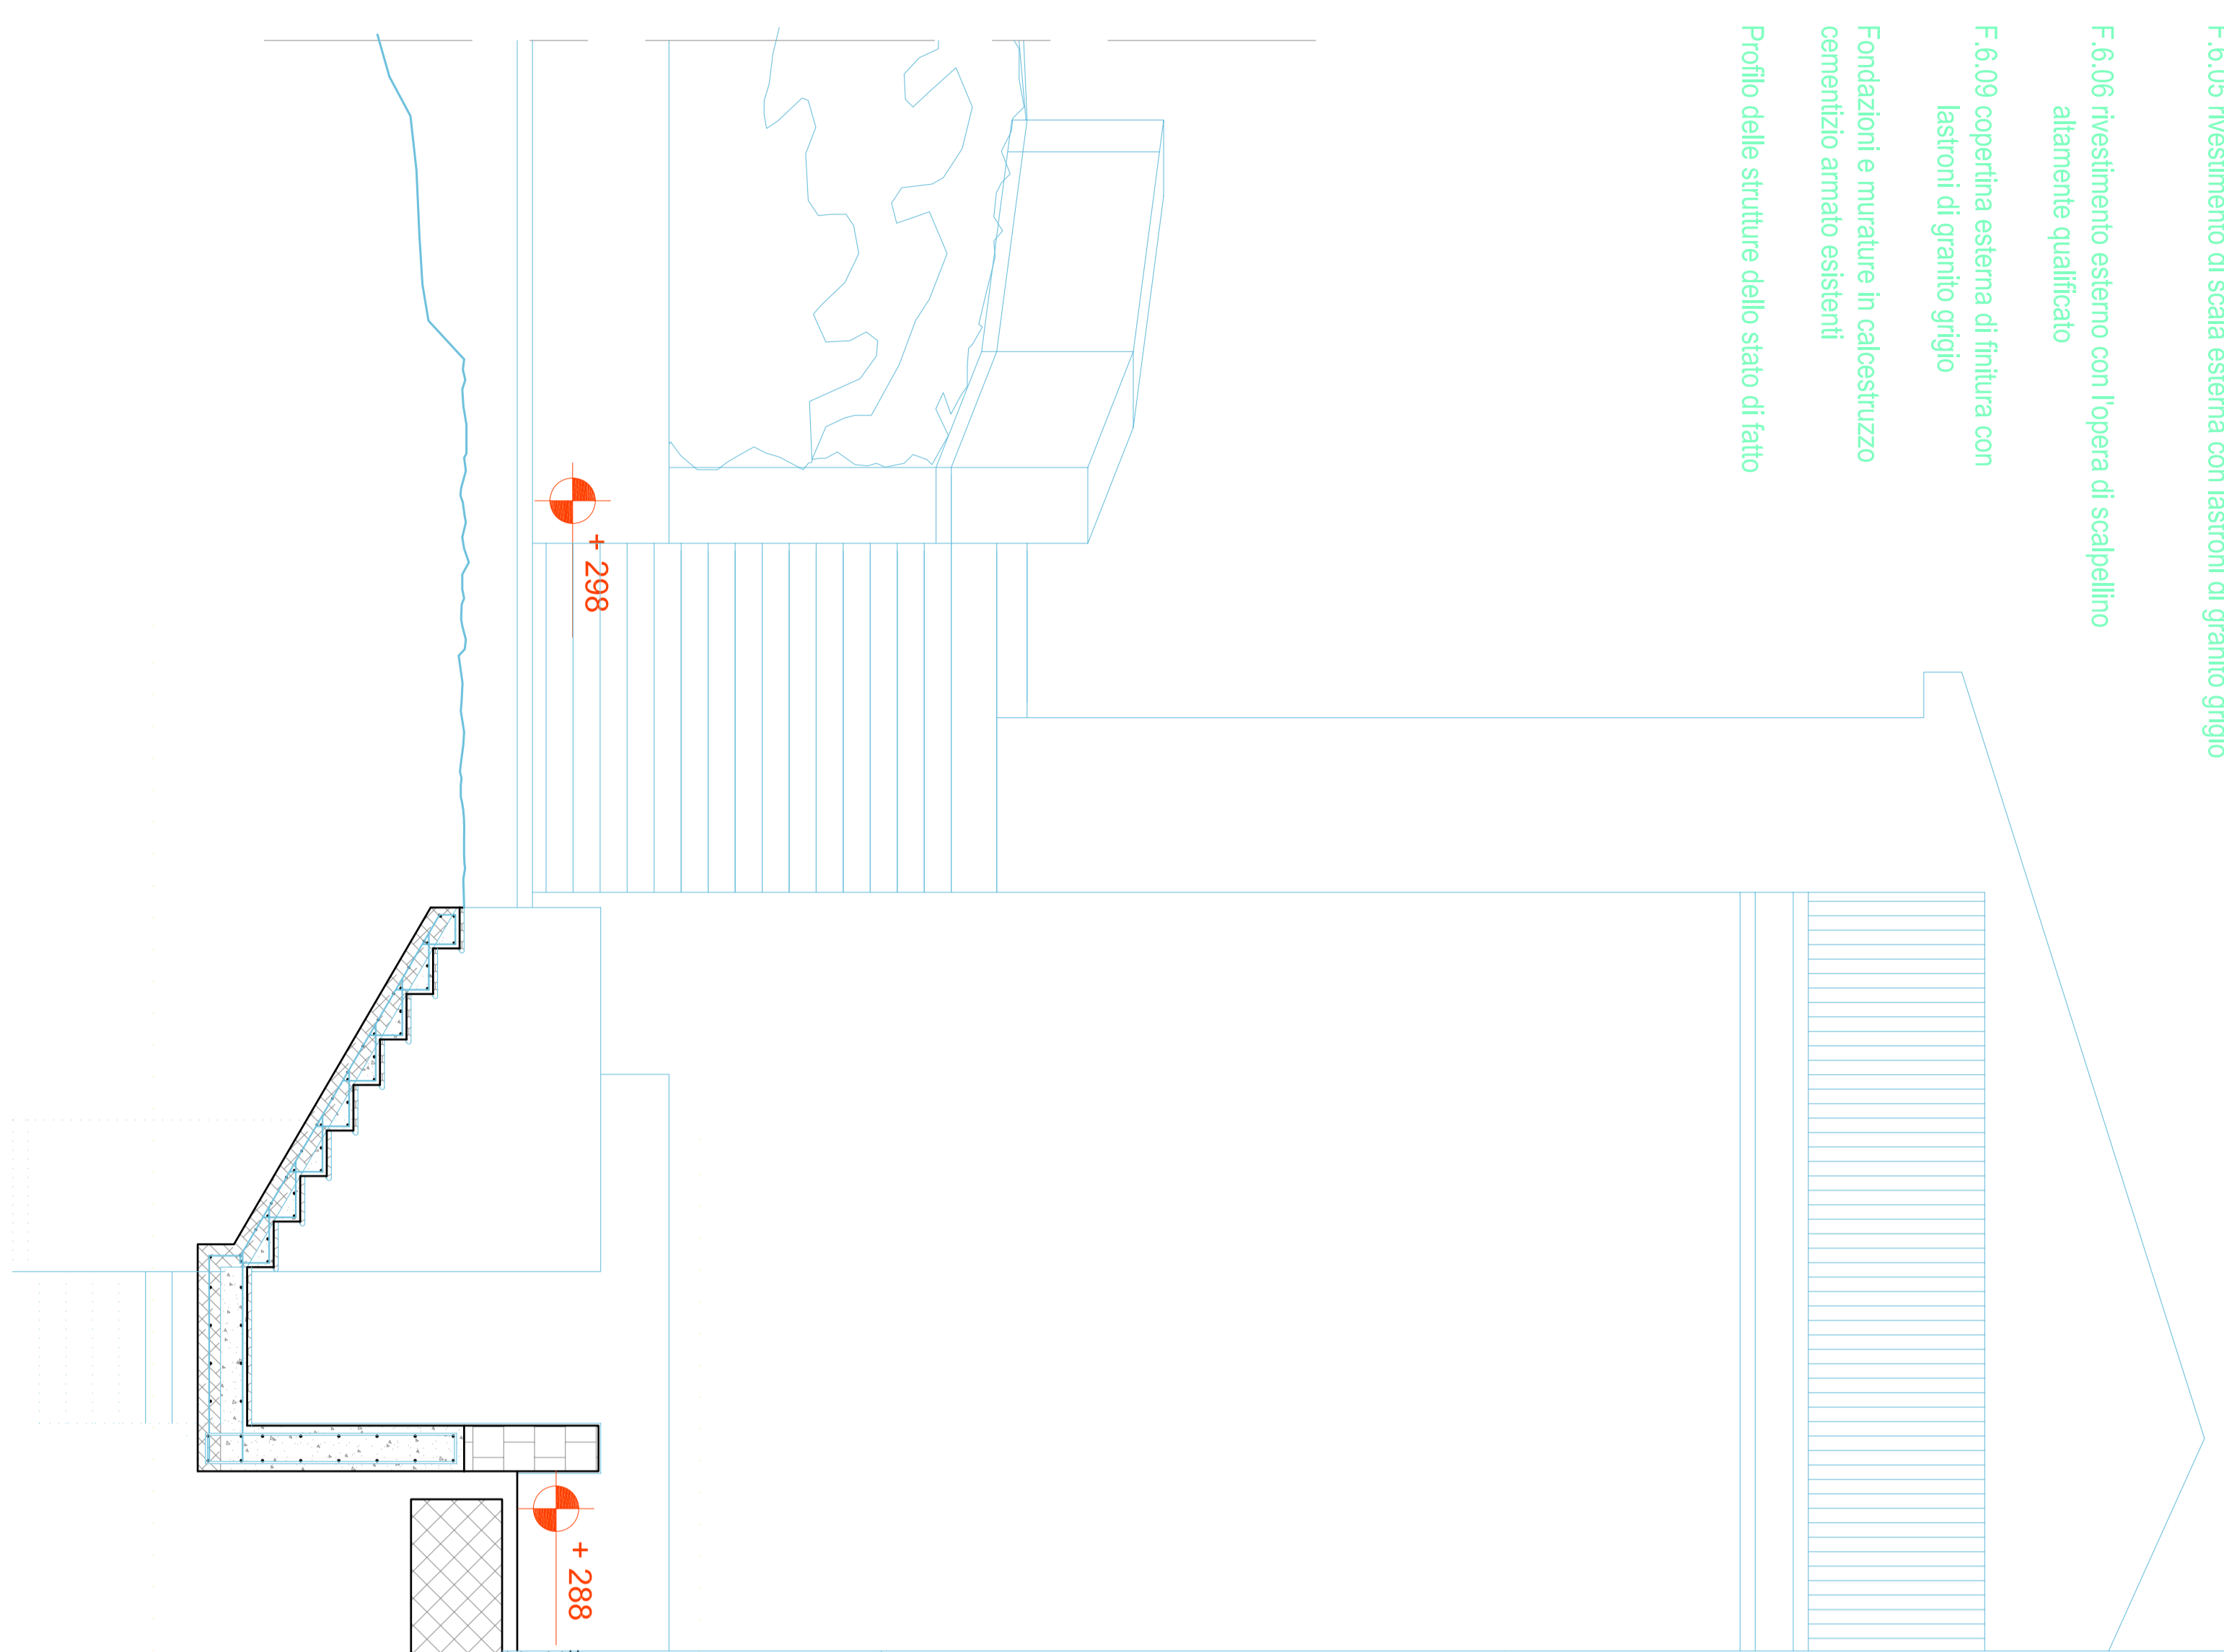 F.6.05 rivestimento di scala esterna con lastroni di granito grigio
F.6.06 rivestimento esterno con l'opera di scalpellino
altamente qualificato
F.6.09 copertina esterna di finitura con
lastroni di granito grigio
Fondazioni e murature in calcestruzzo
cementizio armato esistenti
Profilo delle strutture dello stato di fatto
+ 298
+ 288